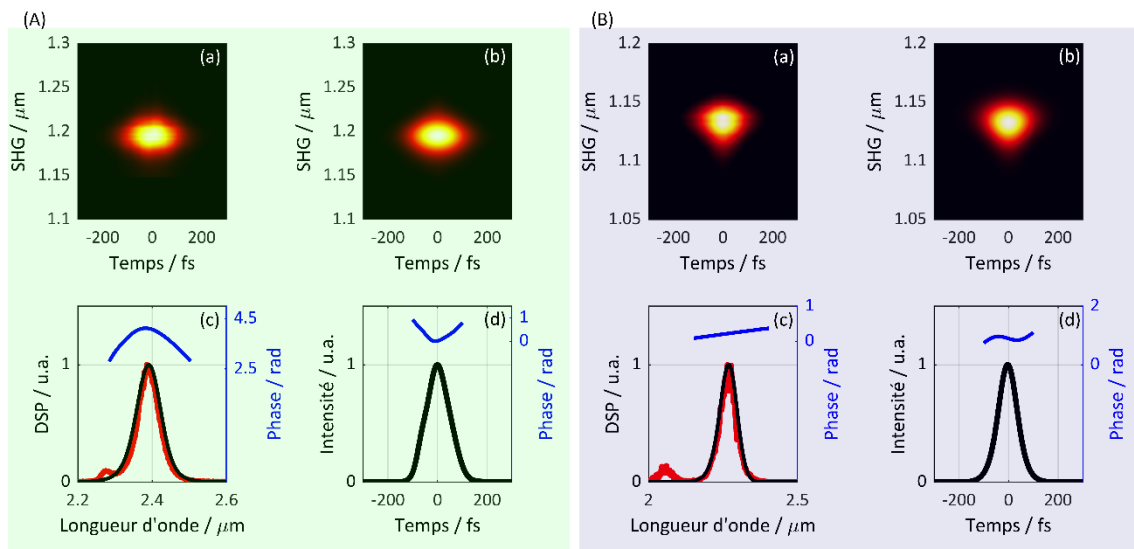 (A)
1.3
1.25
1.2
1.15
1.1
SHG / μm
(a)
-200 0 200
Temps / fs
1.3
1.25
1.2
1.15
1.1
SHG / μm
(b)
-200 0 200
Temps / fs
1
0
DSP / u.a.
(c)
4.5
2.5
Phase / rad
2.2 2.4 2.6
Longueur d'onde / μm
1
0
Intensité / u.a.
(d)
1
0
Phase / rad
-200 0 200
Temps / fs
(B)
1.2
1.15
1.1
1.05
SHG / μm
(a)
-200 0 200
Temps / fs
1.2
1.15
1.1
1.05
SHG / μm
(b)
-200 0 200
Temps / fs
1
0
DSP / u.a.
(c)
1
0
Phase / rad
2 2.5
Longueur d'onde / μm
1
0
Intensité / u.a.
(d)
2
1
0
Phase / rad
-200 0 200
Temps / fs